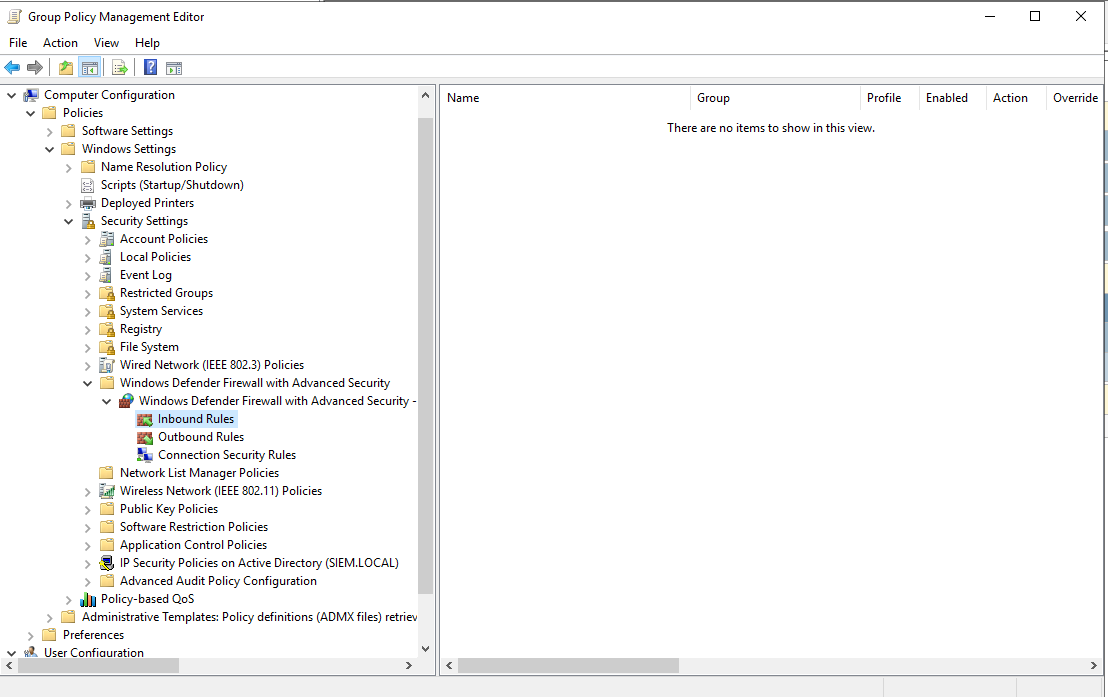 Group Policy Management Editor
File Action View Help
Computer Configuration
Policies
Software Settings
Windows Settings
Name Resolution Policy
Scripts (Startup/Shutdown)
Deployed Printers
Security Settings
Account Policies
Local Policies
Event Log
Restricted Groups
System Services
Registry
File System
Wired Network (IEEE 802.3) Policies
Windows Defender Firewall with Advanced Security
Windows Defender Firewall with Advanced Security -
Inbound Rules
Outbound Rules
Connection Security Rules
Network List Manager Policies
Wireless Network (IEEE 802.11) Policies
Public Key Policies
Software Restriction Policies
Application Control Policies
IP Security Policies on Active Directory (SIEM.LOCAL)
Advanced Audit Policy Configuration
Policy-based QoS
Administrative Templates: Policy definitions (ADMX files) retriev
Preferences
User Configuration
Name Group Profile Enabled Action Override
There are no items to show in this view.